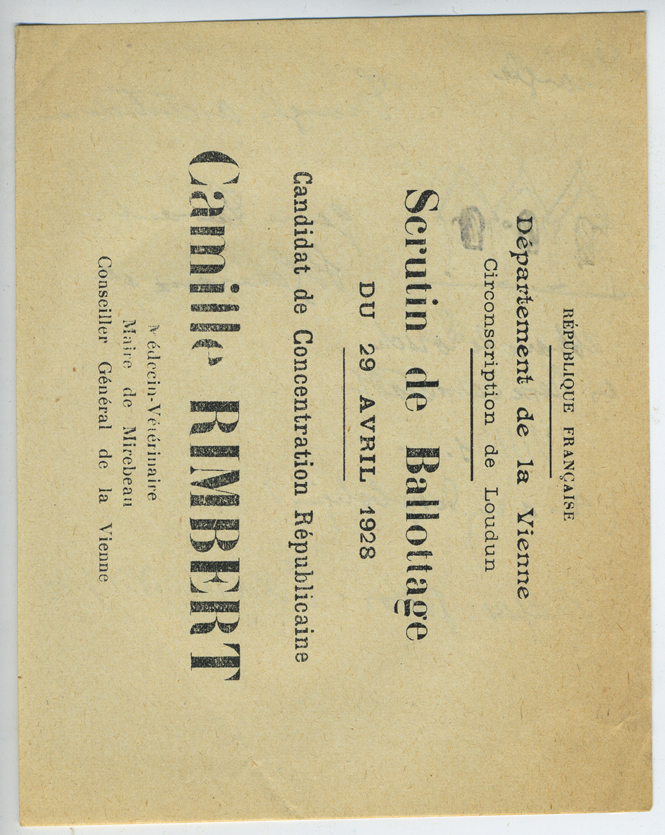 RÉPUBLIQUE FRANÇAISE
Département de la Vienne
Circonscription de Loudun
Scrutin de Ballottage
DU 29 AVRIL 1928
Candidat de Concentration Républicaine
Camille RIMBERT
Médecin-Vétérinaire
Maire de Mirebeau
Conseiller Général de la Vienne